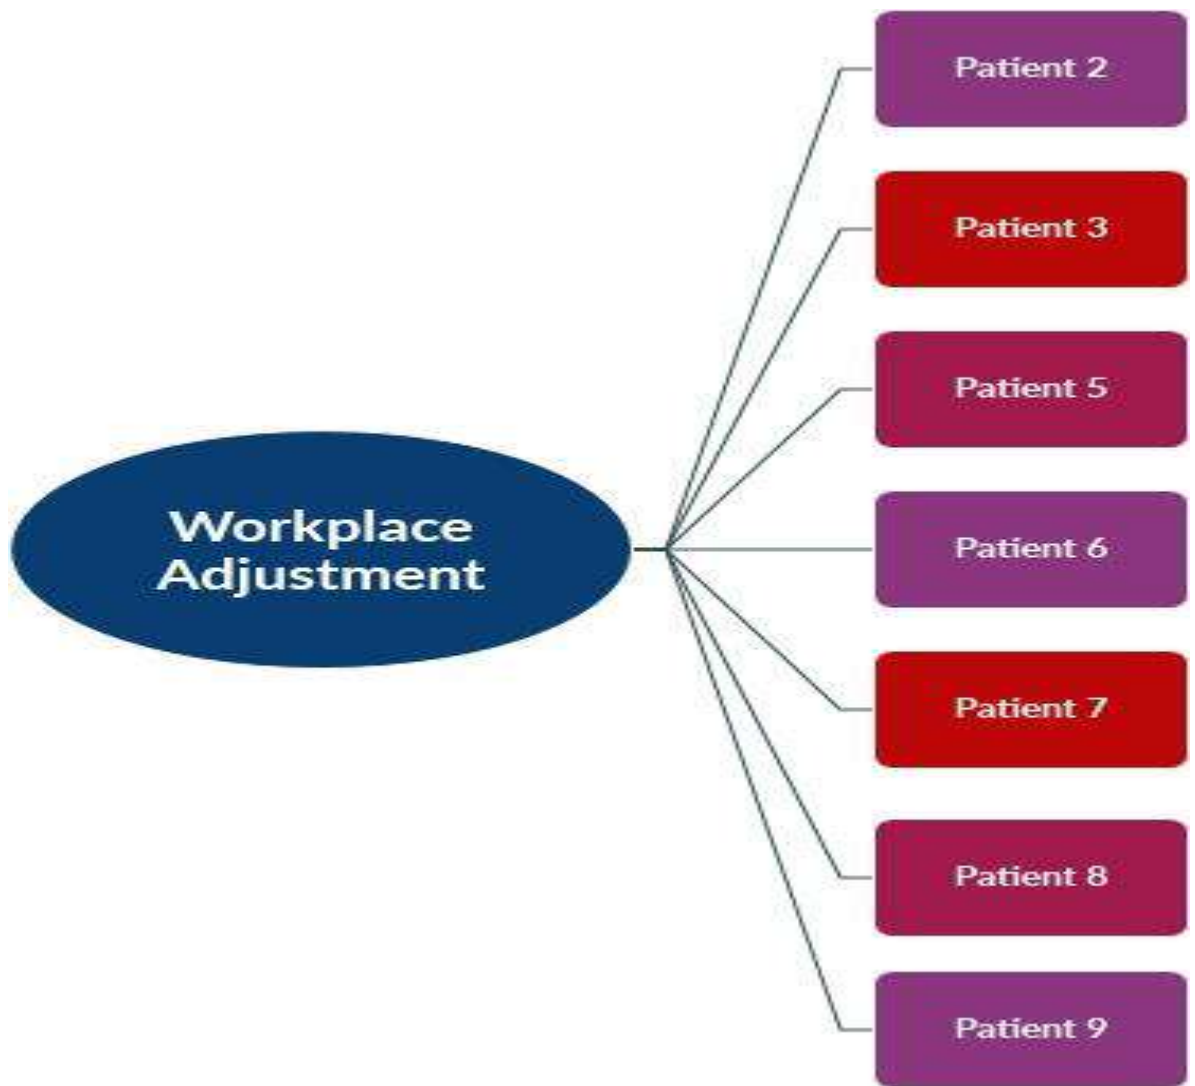 Workplace
Adjustment
Patient 2
Patient 3
Patient 5
Patient 6
Patient 7
Patient 8
Patient 9